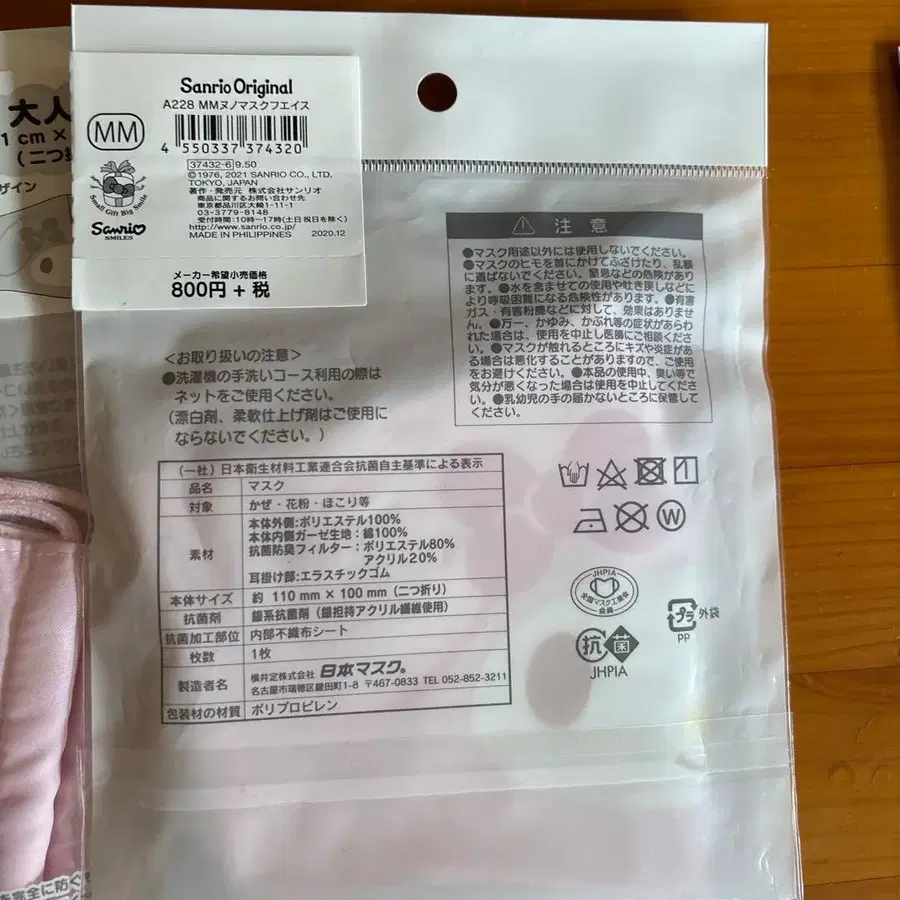 大人
1 cm ×
(二つ折
ザイン
Sanrio Original
A228 MMヌノマスクフエイス
MM
4 550337 374320
37432-6 9.50
©1976, 2021 SANRIO CO., LTD.
TOKYO, JAPAN
著作・発売元 株式会社サンリオ
商品に関するお問い合わせ先
東京都品川区大崎1-11-1
03-3779-8148
受付時間:10時～17時(土日祝日を除く)
http://www.sanrio.co.jp/
MADE IN PHILIPPINES 2020.12
Small Gift Big Smile
Sanrio
SMILES
メーカー希望小売価格
800円 + 税
注意
●マスク用途以外には使用しないでください。
●マスクのヒモを首にかけてふざけたり、乱暴
に遊ばないでください。窒息などの危険があり
ます。●水を含ませての使用や吐き戻しなどに
より呼吸困難になる危険性があります。●有害
ガス・有害粉塵などに対して、効果はありませ
ん。●万一、かゆみ、かぶれ等の症状があらわ
れた場合は、使用を中止し医師にご相談くださ
い。●マスクが触れるところにキズや炎症があ
る場合は悪化することがありますので、ご使用
をお避けください。●本品の使用中、臭い等で
気分が悪くなった場合は使用を中止してください。
●乳幼児の手の届かないところに保管して
ください。
<お取り扱いの注意>
●洗濯機の手洗いコース利用の際は
ネットをご使用ください。
(漂白剤、柔軟仕上げ剤はご使用に
ならないでください。)
(一社)日本衛生材料工業連合会抗菌自主基準による表示
品名 マスク
対象 かぜ・花粉・ほこり等
素材 本体外側:ポリエステル100%
本体内側ガーゼ生地:綿100%
抗菌防臭フィルター:ポリエステル80%
アクリル20%
耳掛け部:エラスチックゴム
本体サイズ 約 110 mm × 100 mm (二つ折り)
抗菌剤 銀系抗菌剤(銀担持アクリル繊維使用)
抗菌加工部位 内部不織布シート
枚数 1枚
製造者名 横井定株式会社 日本マスク®
名古屋市瑞穂区鍵田町1-8 〒467-0833 TEL 052-852-3211
包装材の材質 ポリプロピレン
W
JHPIA
全国マスク工業会
会員
抗菌
JHPIA
プラ 外袋
PP
を完全に防ぐ